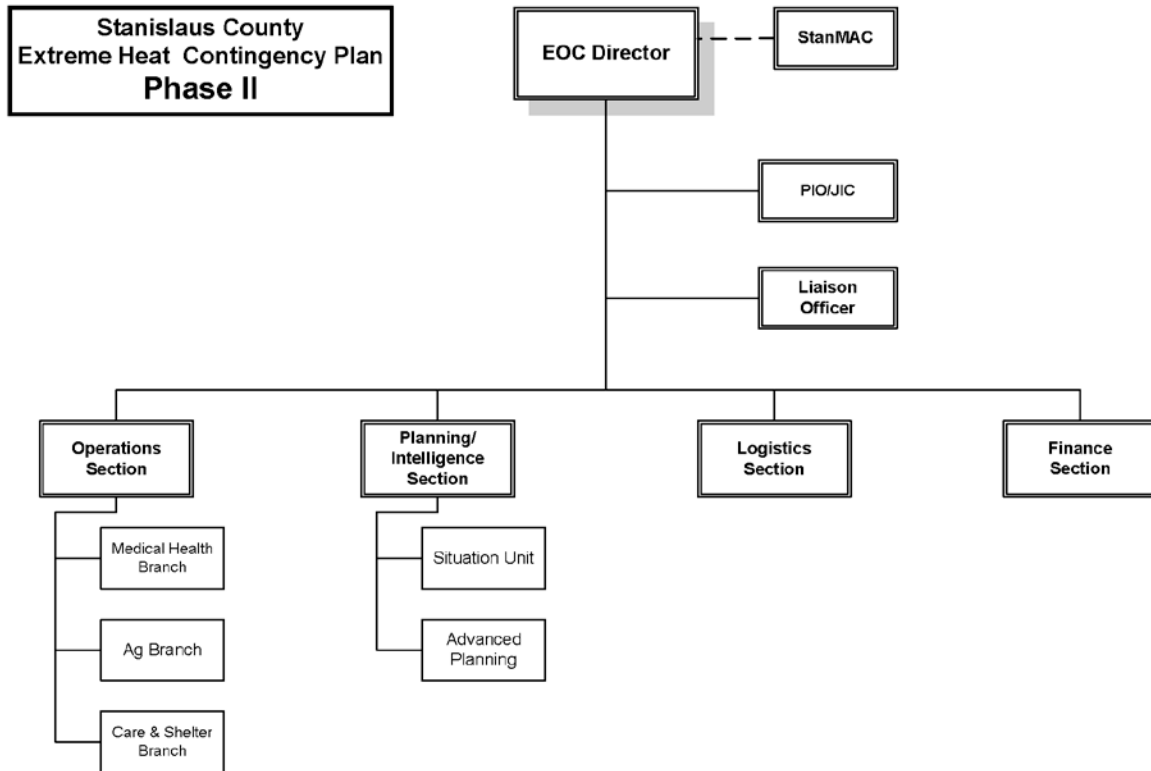 Stanislaus County
Extreme Heat Contingency Plan
Phase II
EOC Director
StanMAC
PIO/JIC
Liaison
Officer
Operations
Section
Planning/
Intelligence
Section
Logistics
Section
Finance
Section
Medical Health
Branch
Situation Unit
Ag Branch
Advanced
Planning
Care & Shelter
Branch